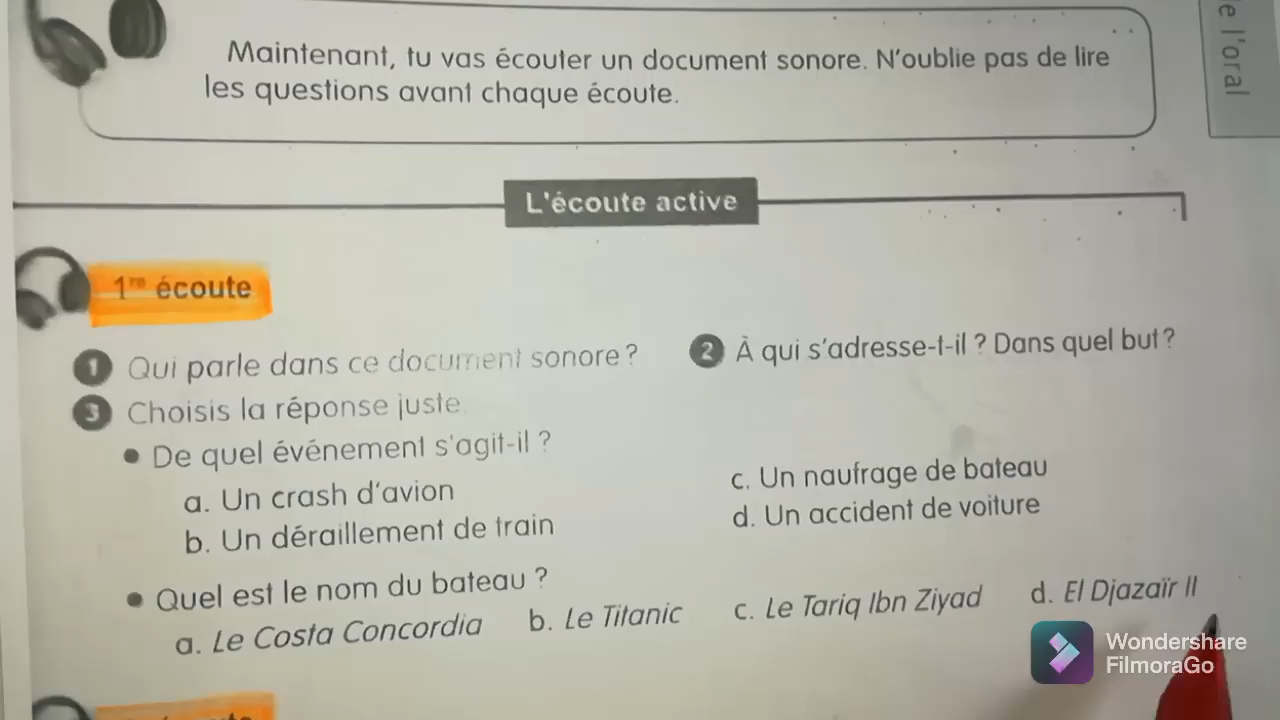 e l'oral
Maintenant, tu vas écouter un document sonore. N'oublie pas de lire
les questions avant chaque écoute.
L'écoute active
1re écoute
1 Qui parle dans ce document sonore ?
2 À qui s'adresse-t-il ? Dans quel but ?
3 Choisis la réponse juste
• De quel événement s'agit-il ?
a. Un crash d'avion
b. Un déraillement de train
c. Un naufrage de bateau
d. Un accident de voiture
• Quel est le nom du bateau ?
a. Le Costa Concordia b. Le Titanic c. Le Tariq Ibn Ziyad d. El Djazaïr II
Wondershare
FilmoraGo